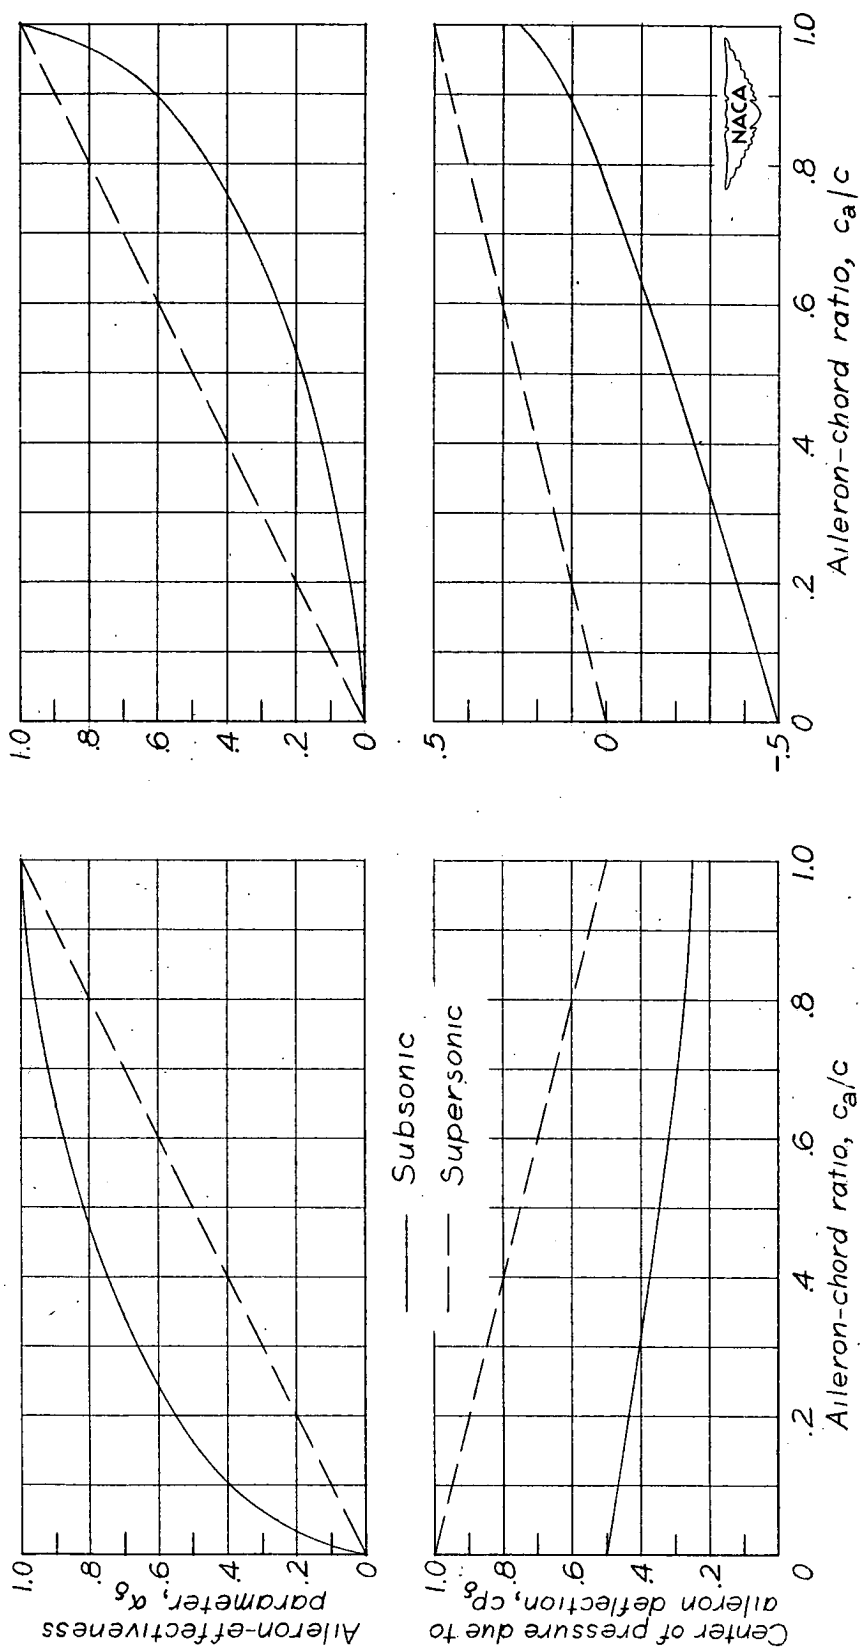 Aileron-effectiveness
parameter, αδ
1.0
.8
.6
.4
.2
0
1.0
.8
.6
.4
.2
0
Subsonic
Supersonic
Center of pressure due to
aileron deflection, cpδ
1.0
.8
.6
.4
.2
0 .2 .4 .6 .8 1.0
Aileron-chord ratio, ca/c
.5
0
-.5
0 .2 .4 .6 .8 1.0
Aileron-chord ratio, ca/c
NACA